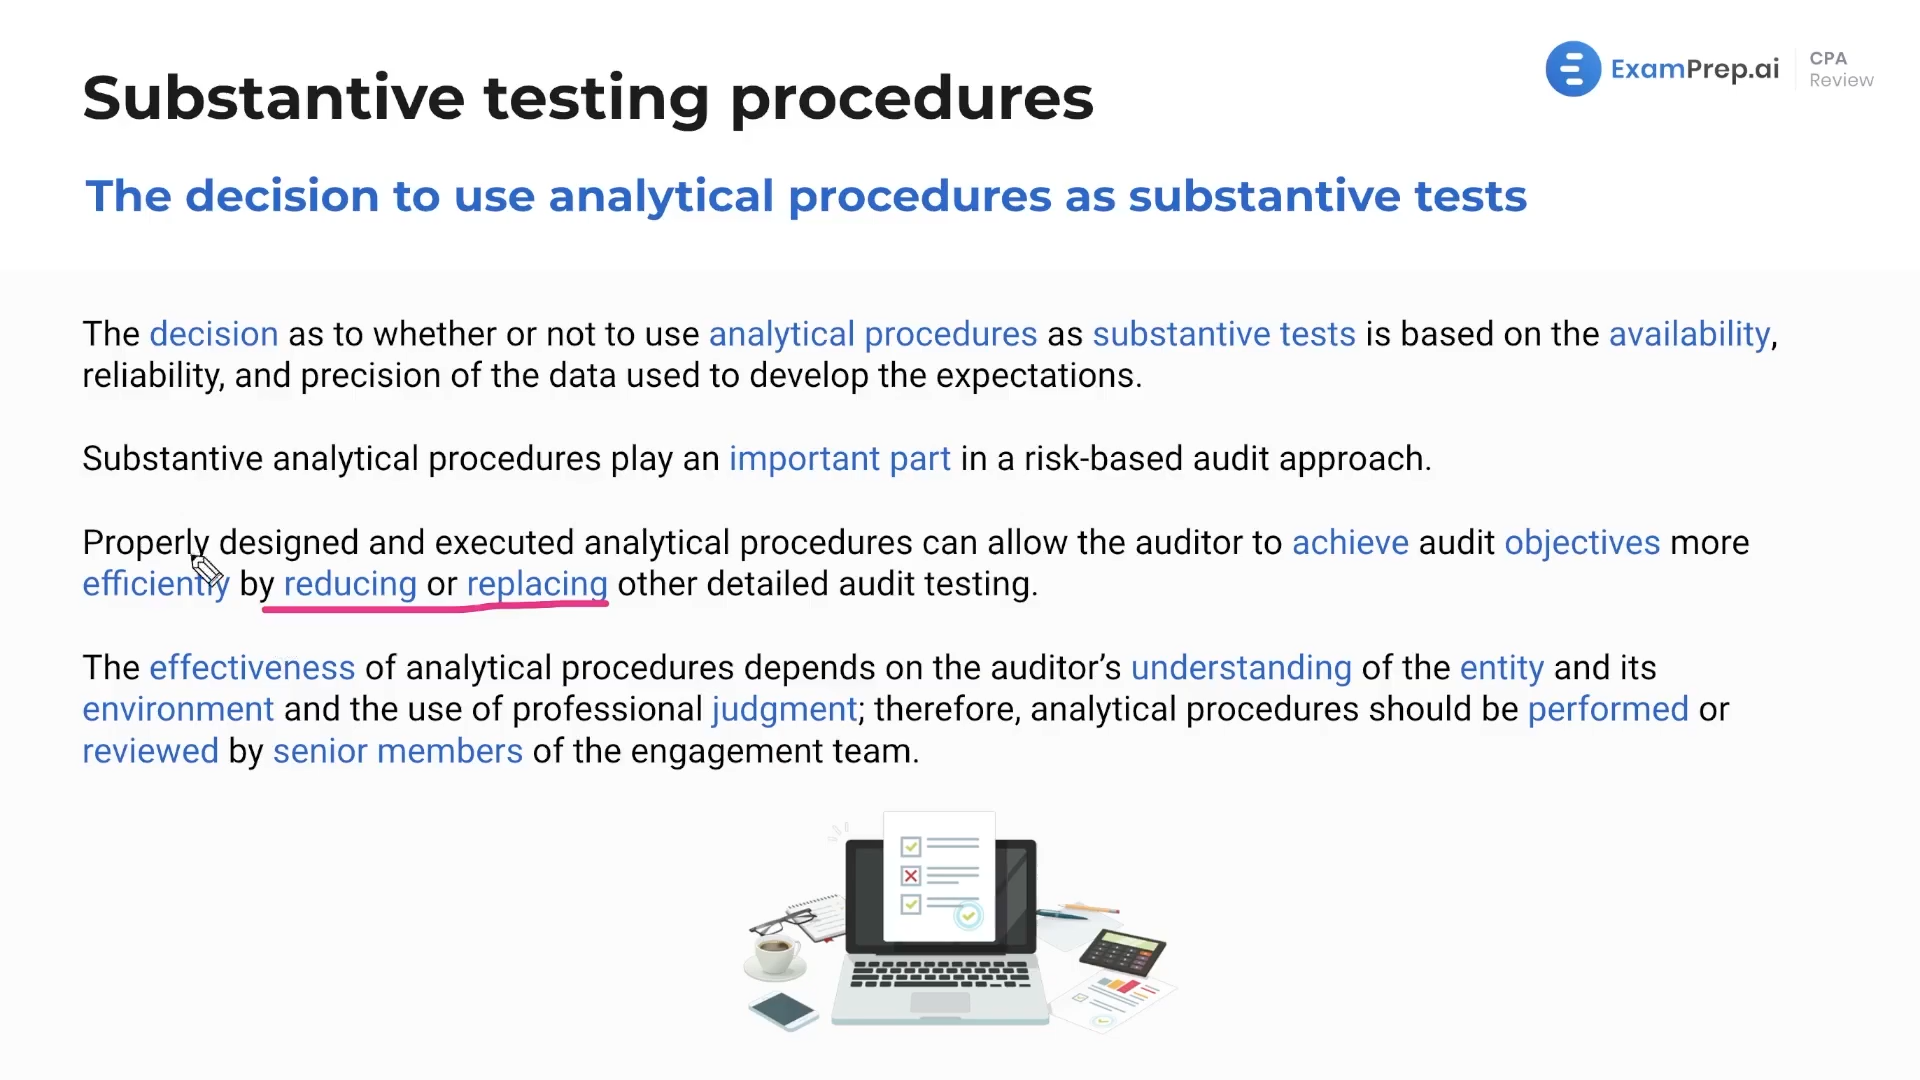 Substantive testing procedures
ExamPrep.ai
CPA
Review
The decision to use analytical procedures as substantive tests
The decision as to whether or not to use analytical procedures as substantive tests is based on the availability,
reliability, and precision of the data used to develop the expectations.
Substantive analytical procedures play an important part in a risk-based audit approach.
Properly designed and executed analytical procedures can allow the auditor to achieve audit objectives more
efficiently by reducing or replacing other detailed audit testing.
The effectiveness of analytical procedures depends on the auditor’s understanding of the entity and its
environment and the use of professional judgment; therefore, analytical procedures should be performed or
reviewed by senior members of the engagement team.